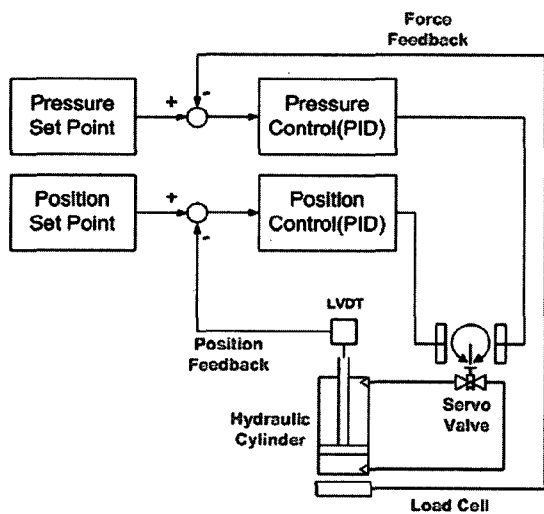 Force
Feedback
Pressure
Set Point
+
-
Pressure
Control(PID)
Position
Set Point
+
-
Position
Control(PID)
LVDT
Position
Feedback
Hydraulic
Cylinder
Servo
Valve
Load Cell